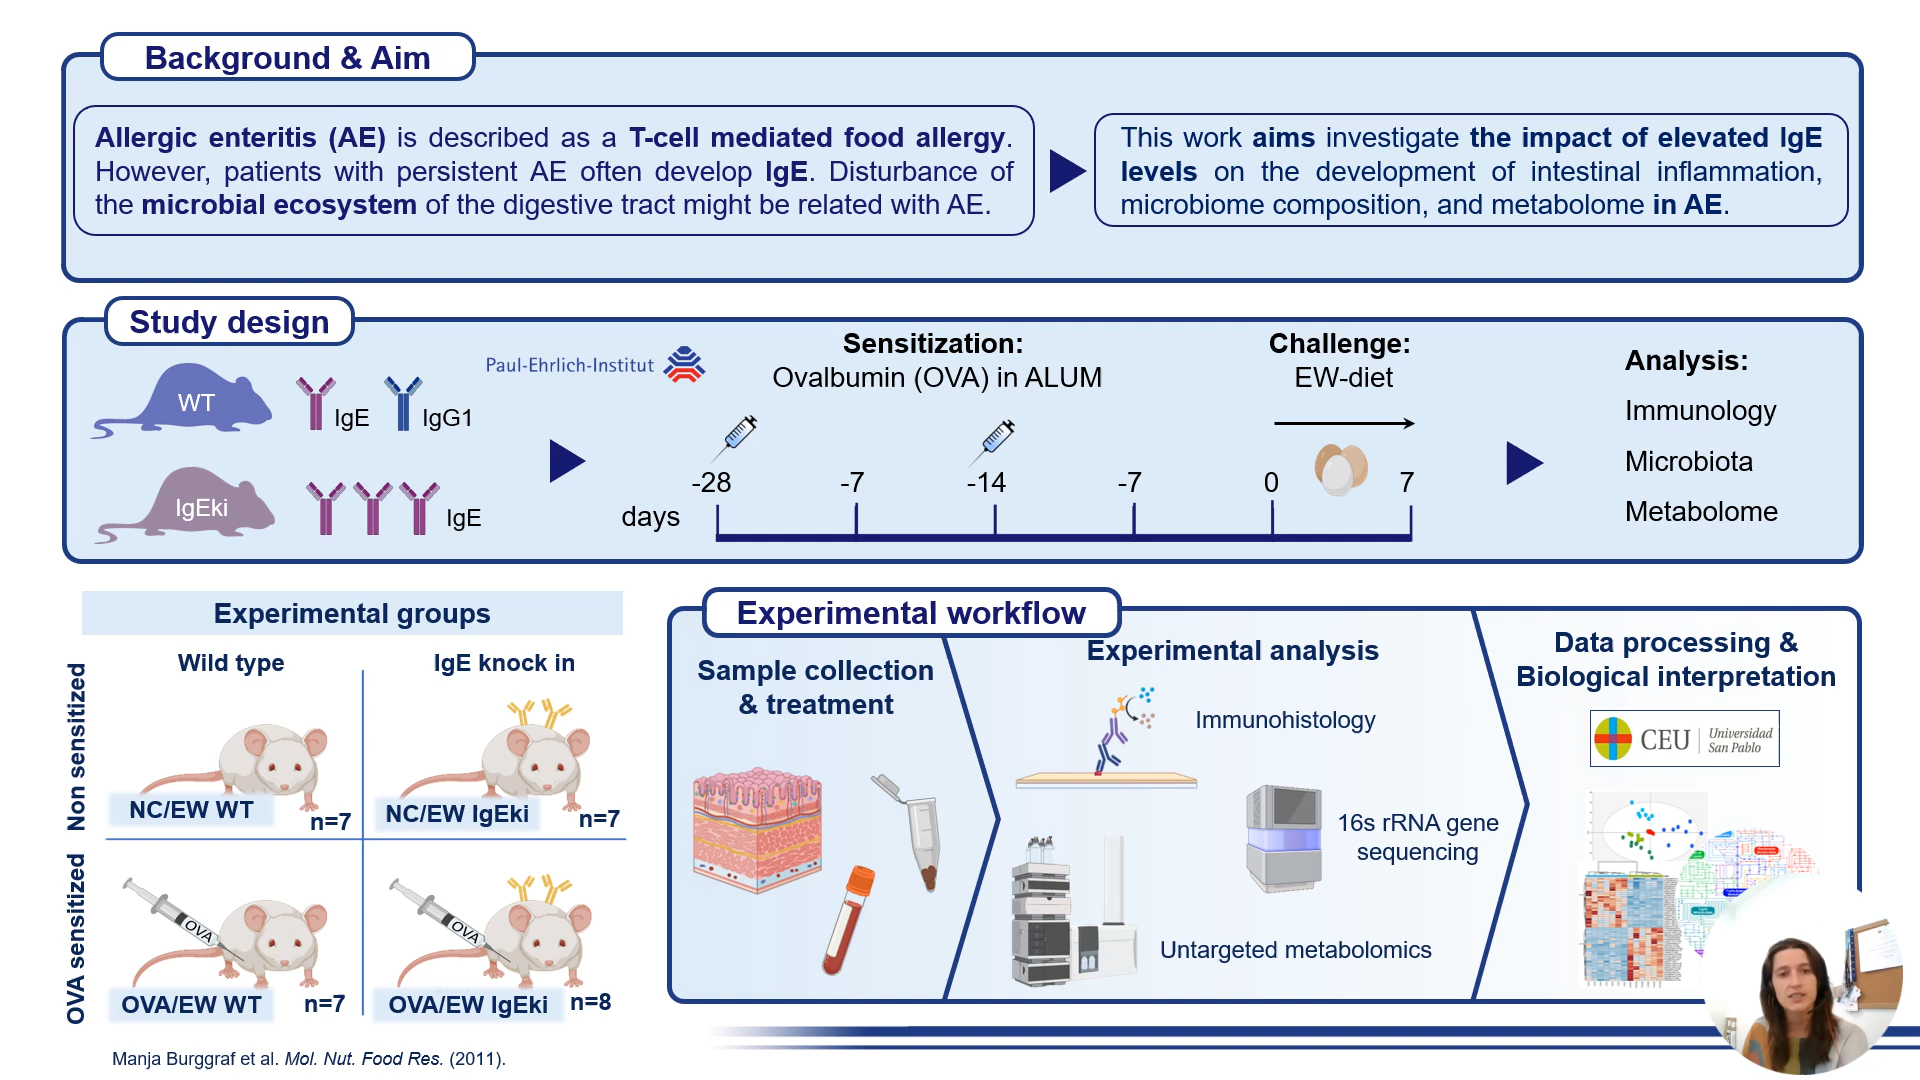 Background & Aim
Allergic enteritis (AE) is described as a T-cell mediated food allergy.
However, patients with persistent AE often develop IgE. Disturbance of
the microbial ecosystem of the digestive tract might be related with AE.
This work aims investigate the impact of elevated IgE
levels on the development of intestinal inflammation,
microbiome composition, and metabolome in AE.
Study design
WT
IgE
IgG1
IgEki
IgE
Paul-Ehrlich-Institut
Sensitization:
Ovalbumin (OVA) in ALUM
Challenge:
EW-diet
days
-28
-7
-14
-7
0
7
Analysis:
Immunology
Microbiota
Metabolome
Experimental groups
Wild type
IgE knock in
Non sensitized
NC/EW WT
n=7
NC/EW IgEki
n=7
OVA sensitized
OVA
OVA/EW WT
n=7
OVA
OVA/EW IgEki
n=8
Manja Burggraf et al. Mol. Nut. Food Res. (2011).
Experimental workflow
Sample collection
& treatment
Experimental analysis
Immunohistology
16s rRNA gene
sequencing
Untargeted metabolomics
Data processing &
Biological interpretation
CEU
Universidad
San Pablo